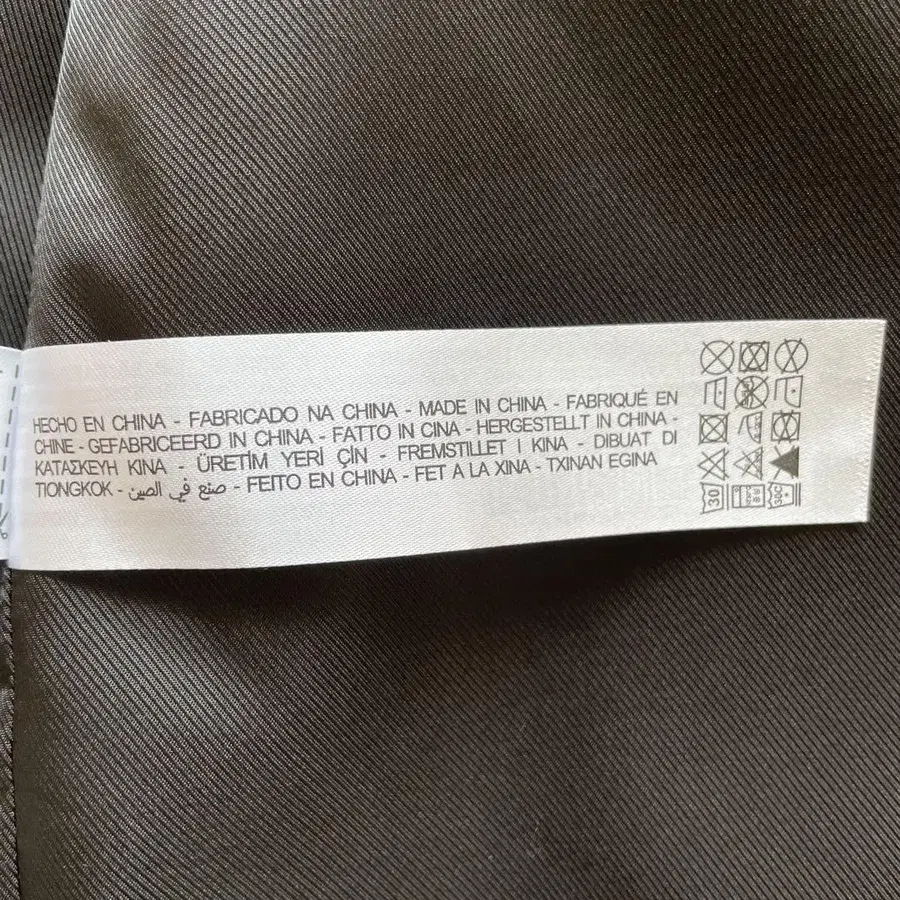 HECHO EN CHINA - FABRICADO NA CHINA - MADE IN CHINA - FABRIQUÉ EN
CHINE - GEFABRICEERD IN CHINA - FATTO IN CINA - HERGESTELLT IN CHINA -
ΚΑΤΑΣΚΕΥΗ ΚΙΝΑ - ÜRETİM YERİ ÇİN - FREMSTILLET I KINA - DIBUAT DI
TIONGKOK - صنع في الصين - FEITO EN CHINA - FET A LA XINA - TXINAN EGINA
30